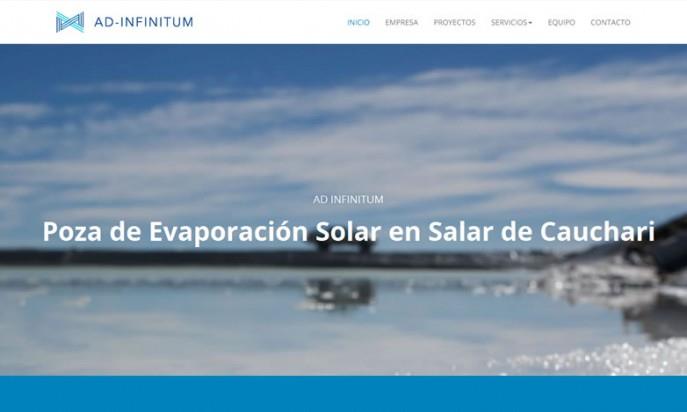 AD-INFINITUM
INICIO EMPRESA PROYECTOS SERVICIOS EQUIPO CONTACTO
AD INFINITUM
Poza de Evaporación Solar en Salar de Cauchari